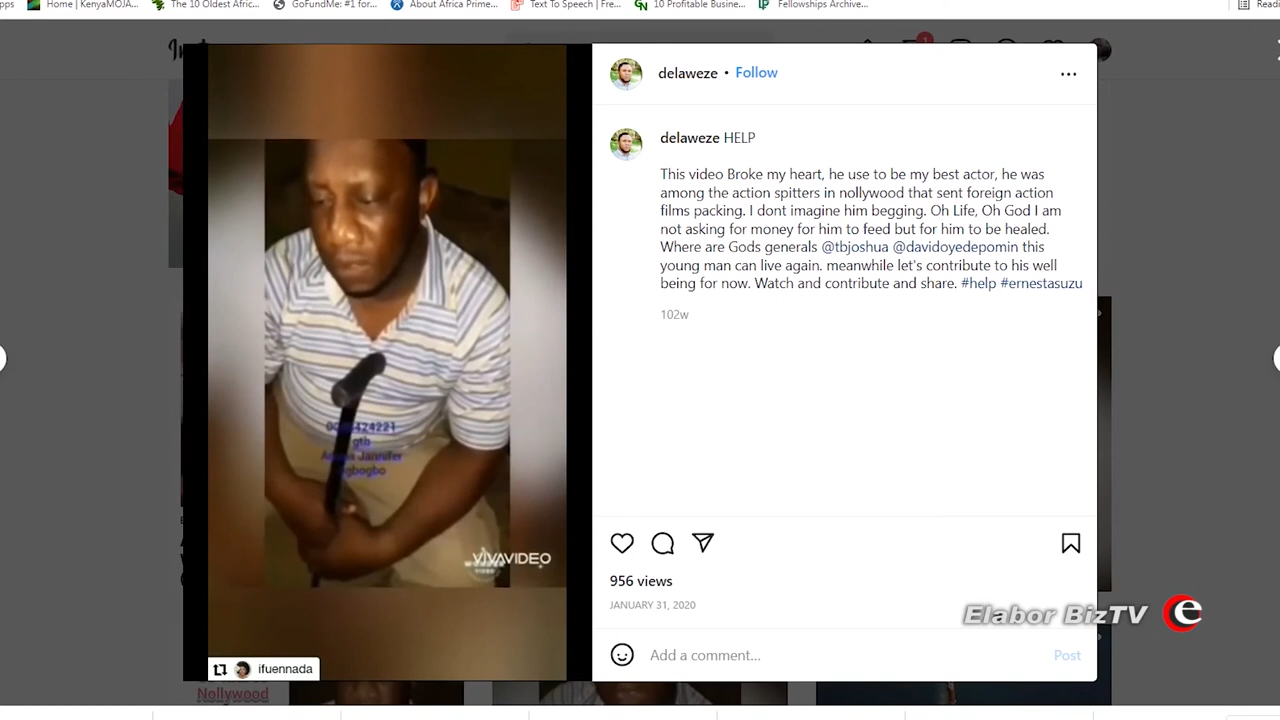 Home | KenyaMOJA...
The 10 Oldest Afric...
GoFundMe: #1 for...
About Africa Prime...
Text To Speech | Fre...
10 Profitable Busine...
Fellowships Archive...
1
delaweze • Follow
delaweze HELP
This video Broke my heart, he use to be my best actor, he was
among the action spitters in nollywood that sent foreign action
films packing. I dont imagine him begging. Oh Life, Oh God I am
not asking for money for him to feed but for him to be healed.
Where are Gods generals @tbjoshua @davidoyedepomin this
young man can live again. meanwhile let's contribute to his well
being for now. Watch and contribute and share. #help #ernestasuzu
102w
gtb
VIVAVIDEO
956 views
JANUARY 31, 2020
Elabor BizTV
Add a comment...
Post
ifuennada
Nollywood